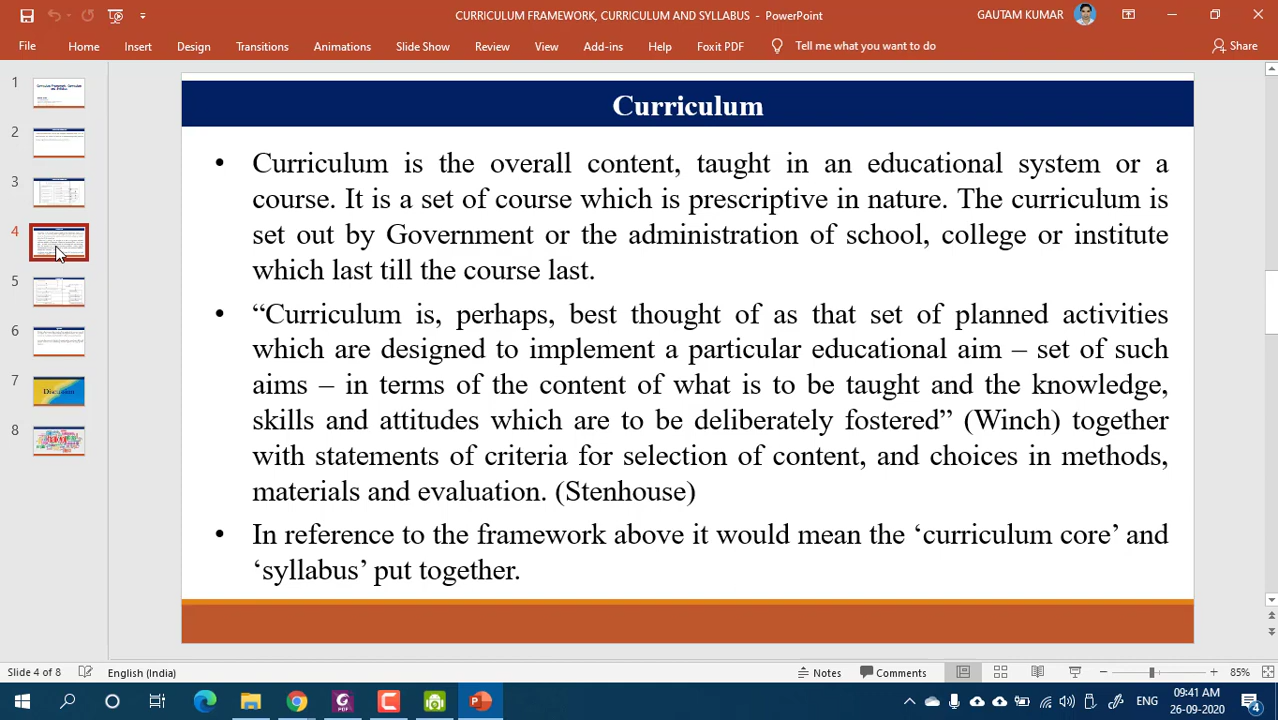 CURRICULUM FRAMEWORK, CURRICULUM AND SYLLABUS - PowerPoint
GAUTAM KUMAR
File Home Insert Design Transitions Animations Slide Show Review View Add-ins Help Foxit PDF Tell me what you want to do Share
1
2
3
4
5
6
7
8
Discussion
Curriculum
• Curriculum is the overall content, taught in an educational system or a
course. It is a set of course which is prescriptive in nature. The curriculum is
set out by Government or the administration of school, college or institute
which last till the course last.
• “Curriculum is, perhaps, best thought of as that set of planned activities
which are designed to implement a particular educational aim – set of such
aims – in terms of the content of what is to be taught and the knowledge,
skills and attitudes which are to be deliberately fostered” (Winch) together
with statements of criteria for selection of content, and choices in methods,
materials and evaluation. (Stenhouse)
• In reference to the framework above it would mean the ‘curriculum core’ and
‘syllabus’ put together.
Slide 4 of 8 English (India) Notes Comments 85%
ENG 09:41 AM
26-09-2020 4